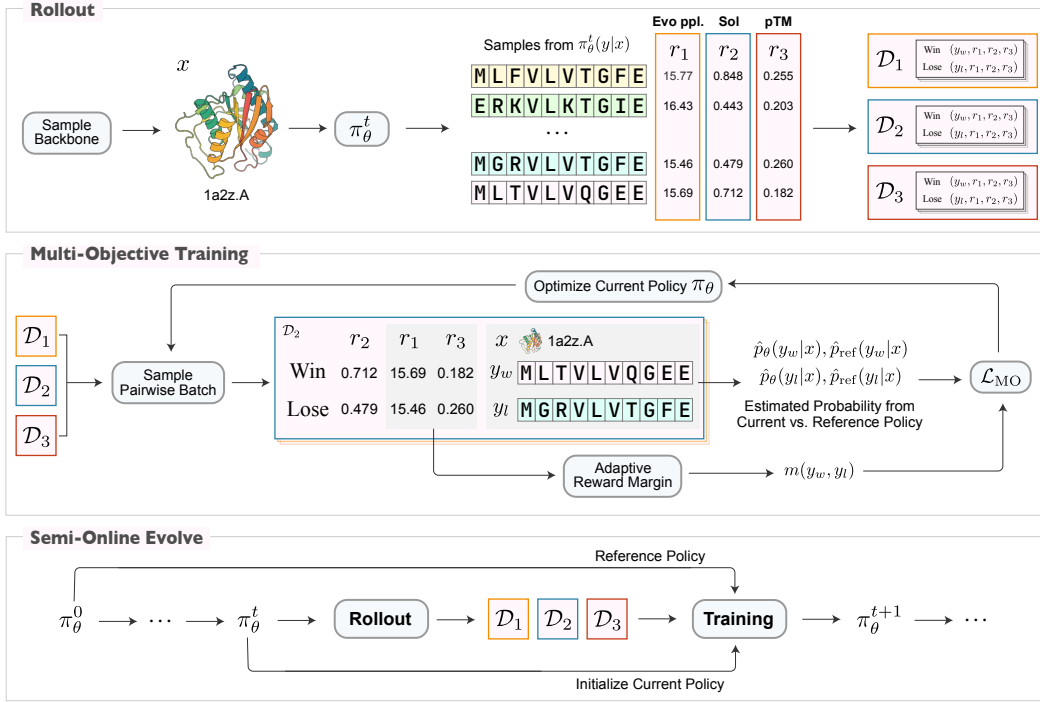 Rollout
Evo ppl. Sol pTM
Samples from π_θ^t(y|x) r_1 r_2 r_3
x
M L F V L V T G F E 15.77 0.848 0.255
E R K V L K T G I E 16.43 0.443 0.203
...
M G R V L V T G F E 15.46 0.479 0.260
M L T V L V Q G E E 15.69 0.712 0.182
Sample
Backbone
1a2z.A
π_θ^t
D_1 Win (y_w, r_1, r_2, r_3)
Lose (y_l, r_1, r_2, r_3)
D_2 Win (y_w, r_1, r_2, r_3)
Lose (y_l, r_1, r_2, r_3)
D_3 Win (y_w, r_1, r_2, r_3)
Lose (y_l, r_1, r_2, r_3)
Multi-Objective Training
Optimize Current Policy π_θ
D_1
D_2
D_3
Sample
Pairwise Batch
D_2 r_2 r_1 r_3 x 1a2z.A
Win 0.712 15.69 0.182 y_w M L T V L V Q G E E
Lose 0.479 15.46 0.260 y_l M G R V L V T G F E
p̂_θ(y_w|x), p̂_ref(y_w|x)
p̂_θ(y_l|x), p̂_ref(y_l|x)
Estimated Probability from
Current vs. Reference Policy
L_MO
Adaptive
Reward Margin
m(y_w, y_l)
Semi-Online Evolve
Reference Policy
π_θ^0 ... π_θ^t Rollout D_1 D_2 D_3 Training π_θ^{t+1} ...
Initialize Current Policy